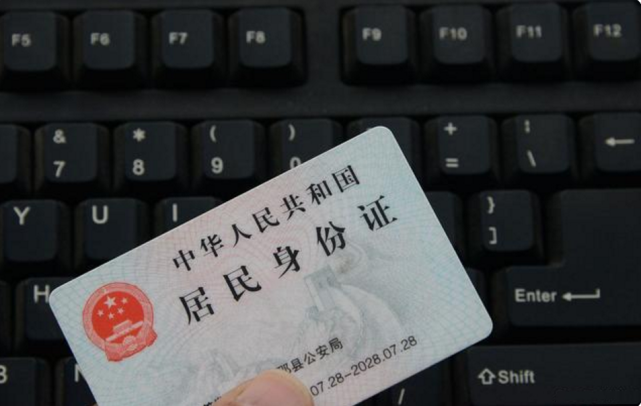 F5 F6 F7 F8 F9 F10 F11 F12
& * ( ) + |
7 8 9 0 = \
Y U I }
]
中华人民共和国
居民身份证
H Enter
县公安局
07.28-2028.07.28
Shift